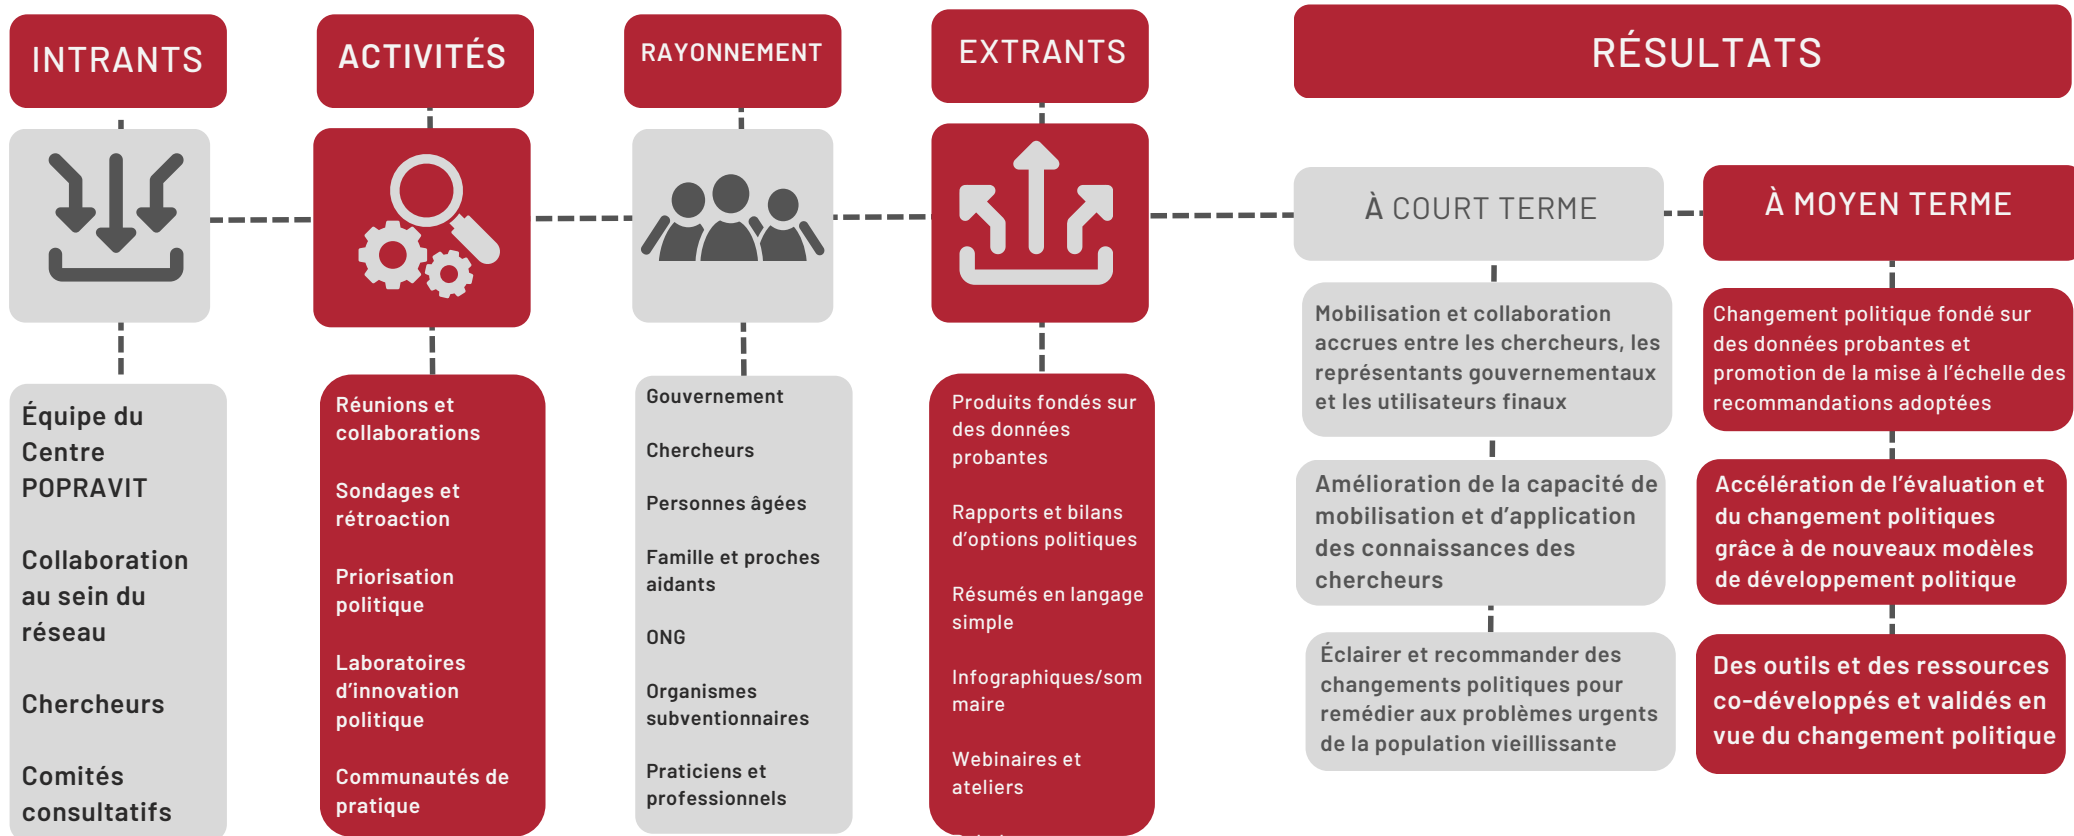 INTRANTS
Équipe du
Centre
POPRAVIT
Collaboration
au sein du
réseau
Chercheurs
Comités
consultatifs
ACTIVITÉS
Réunions et
collaborations
Sondages et
rétroaction
Priorisation
politique
Laboratoires
d'innovation
politique
Communautés de
pratique
RAYONNEMENT
Gouvernement
Chercheurs
Personnes âgées
Famille et proches
aidants
ONG
Organismes
subventionnaires
Praticiens et
professionnels
EXTRANTS
Produits fondés sur
des données
probantes
Rapports et bilans
d'options politiques
Résumés en langage
simple
Infographiques/som
maire
Webinaires et
ateliers
RÉSULTATS
À COURT TERME
Mobilisation et collaboration
accrues entre les chercheurs, les
représentants gouvernementaux
et les utilisateurs finaux
Amélioration de la capacité de
mobilisation et d'application
des connaissances des
chercheurs
Éclairer et recommander des
changements politiques pour
remédier aux problèmes urgents
de la population vieillissante
À MOYEN TERME
Changement politique fondé sur
des données probantes et
promotion de la mise à l'échelle des
recommandations adoptées
Accélération de l'évaluation et
du changement politiques
grâce à de nouveaux modèles
de développement politique
Des outils et des ressources
co-développés et validés en
vue du changement politique